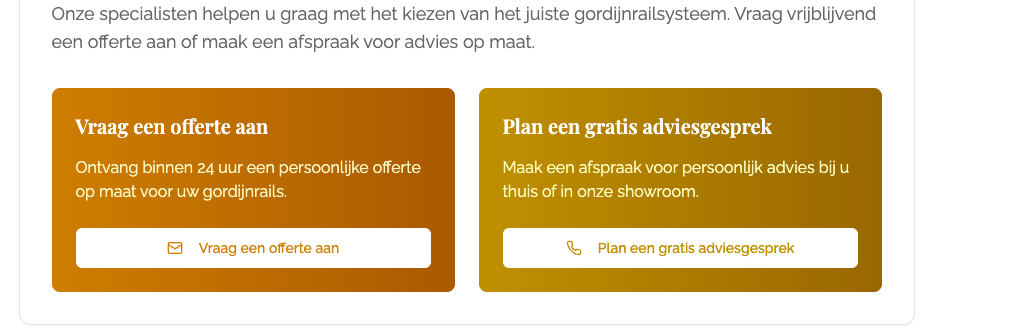 Onze specialisten helpen u graag met het kiezen van het juiste gordijnrailsysteem. Vraag vrijblijvend
een offerte aan of maak een afspraak voor advies op maat.
Vraag een offerte aan
Ontvang binnen 24 uur een persoonlijke offerte
op maat voor uw gordijnrails.
Vraag een offerte aan
Plan een gratis adviesgesprek
Maak een afspraak voor persoonlijk advies bij u
thuis of in onze showroom.
Plan een gratis adviesgesprek